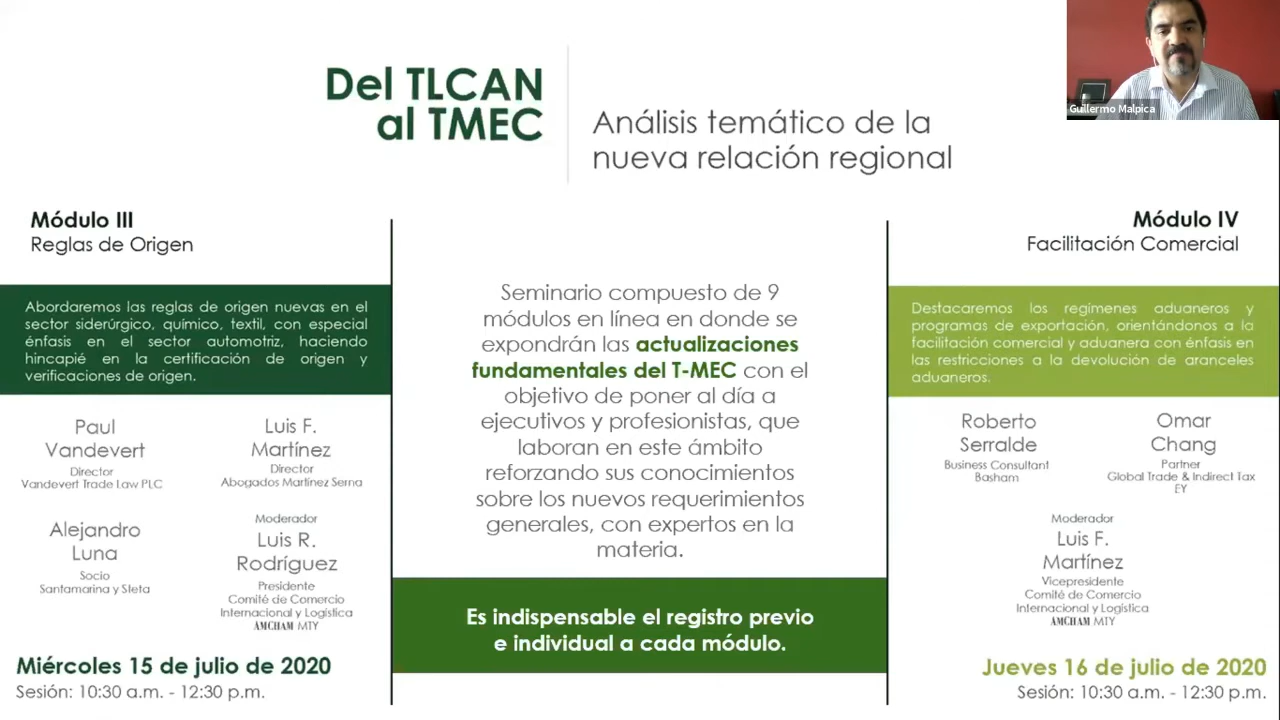 Del TLCAN
al TMEC
Análisis temático de la
nueva relación regional
Guillermo Malpica
Módulo III
Reglas de Origen
Abordaremos las reglas de origen nuevas en el
sector siderúrgico, químico, textil, con especial
énfasis en el sector automotriz, haciendo
hincapié en la certificación de origen y
verificaciones de origen.
Paul
Vandevert
Director
Vandevert Trade Law PLC
Luis F.
Martínez
Director
Abogados Martínez Serna
Alejandro
Luna
Socio
Santamarina y Steta
Moderador
Luis R.
Rodríguez
Presidente
Comité de Comercio
Internacional y Logística
AMCHAM MTY
Miércoles 15 de julio de 2020
Sesión: 10:30 a.m. - 12:30 p.m.
Seminario compuesto de 9
módulos en línea en donde se
expondrán las actualizaciones
fundamentales del T-MEC con el
objetivo de poner al día a
ejecutivos y profesionistas, que
laboran en este ámbito
reforzando sus conocimientos
sobre los nuevos requerimientos
generales, con expertos en la
materia.
Es indispensable el registro previo
e individual a cada módulo.
Módulo IV
Facilitación Comercial
Destacaremos los regímenes aduaneros y
programas de exportación, orientándonos a la
facilitación comercial y aduanera con énfasis en
las restricciones a la devolución de aranceles
aduaneros.
Roberto
Serralde
Business Consultant
Basham
Omar
Chang
Partner
Global Trade & Indirect Tax
EY
Moderador
Luis F.
Martínez
Vicepresidente
Comité de Comercio
Internacional y Logística
AMCHAM MTY
Jueves 16 de julio de 2020
Sesión: 10:30 a.m. - 12:30 p.m.